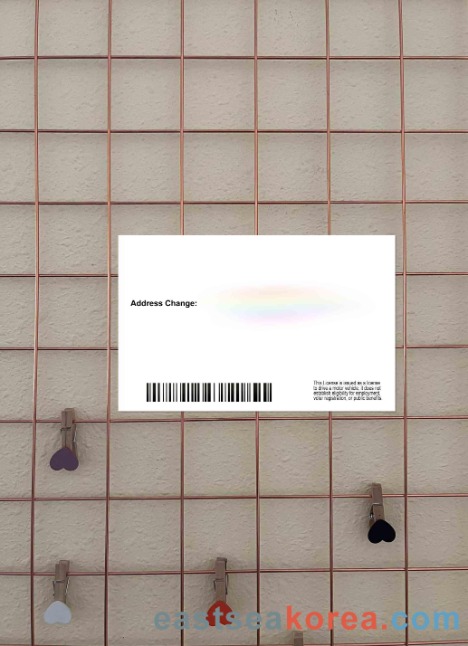 Address Change:
This License is issued as a license
to drive a motor vehicle. It does not
establish eligibility for employment,
voter registration, or public benefits
eastseakorea.com